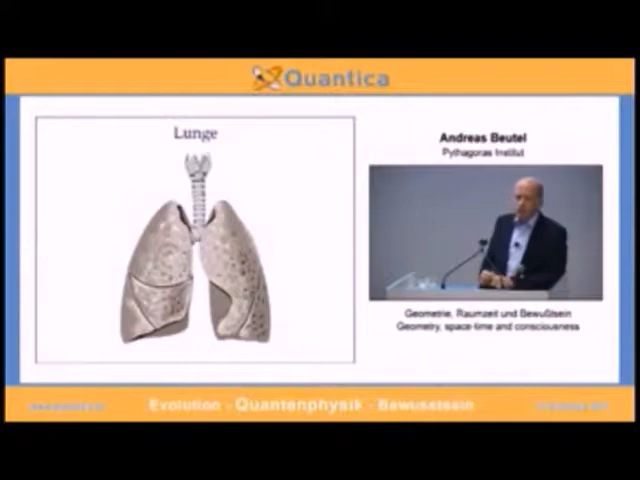 Quantica
Lunge
Andreas Beutel
Pythagoras Institut
Geometrie, Raumzeit und Bewußtsein
Geometry, space-time and consciousness
Evolution - Quantenphysik - Bewusstsein